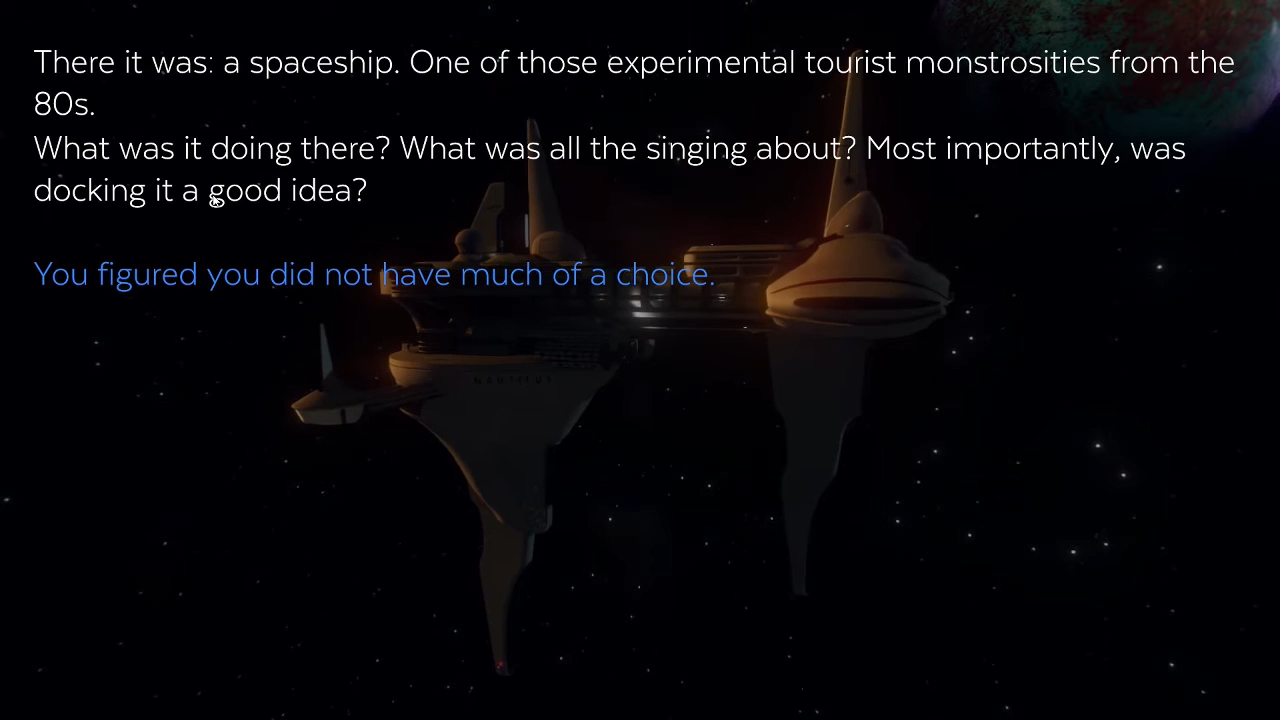 There it was: a spaceship. One of those experimental tourist monstrosities from the
80s.
What was it doing there? What was all the singing about? Most importantly, was
docking it a good idea?
You figured you did not have much of a choice.
NAUTILUS